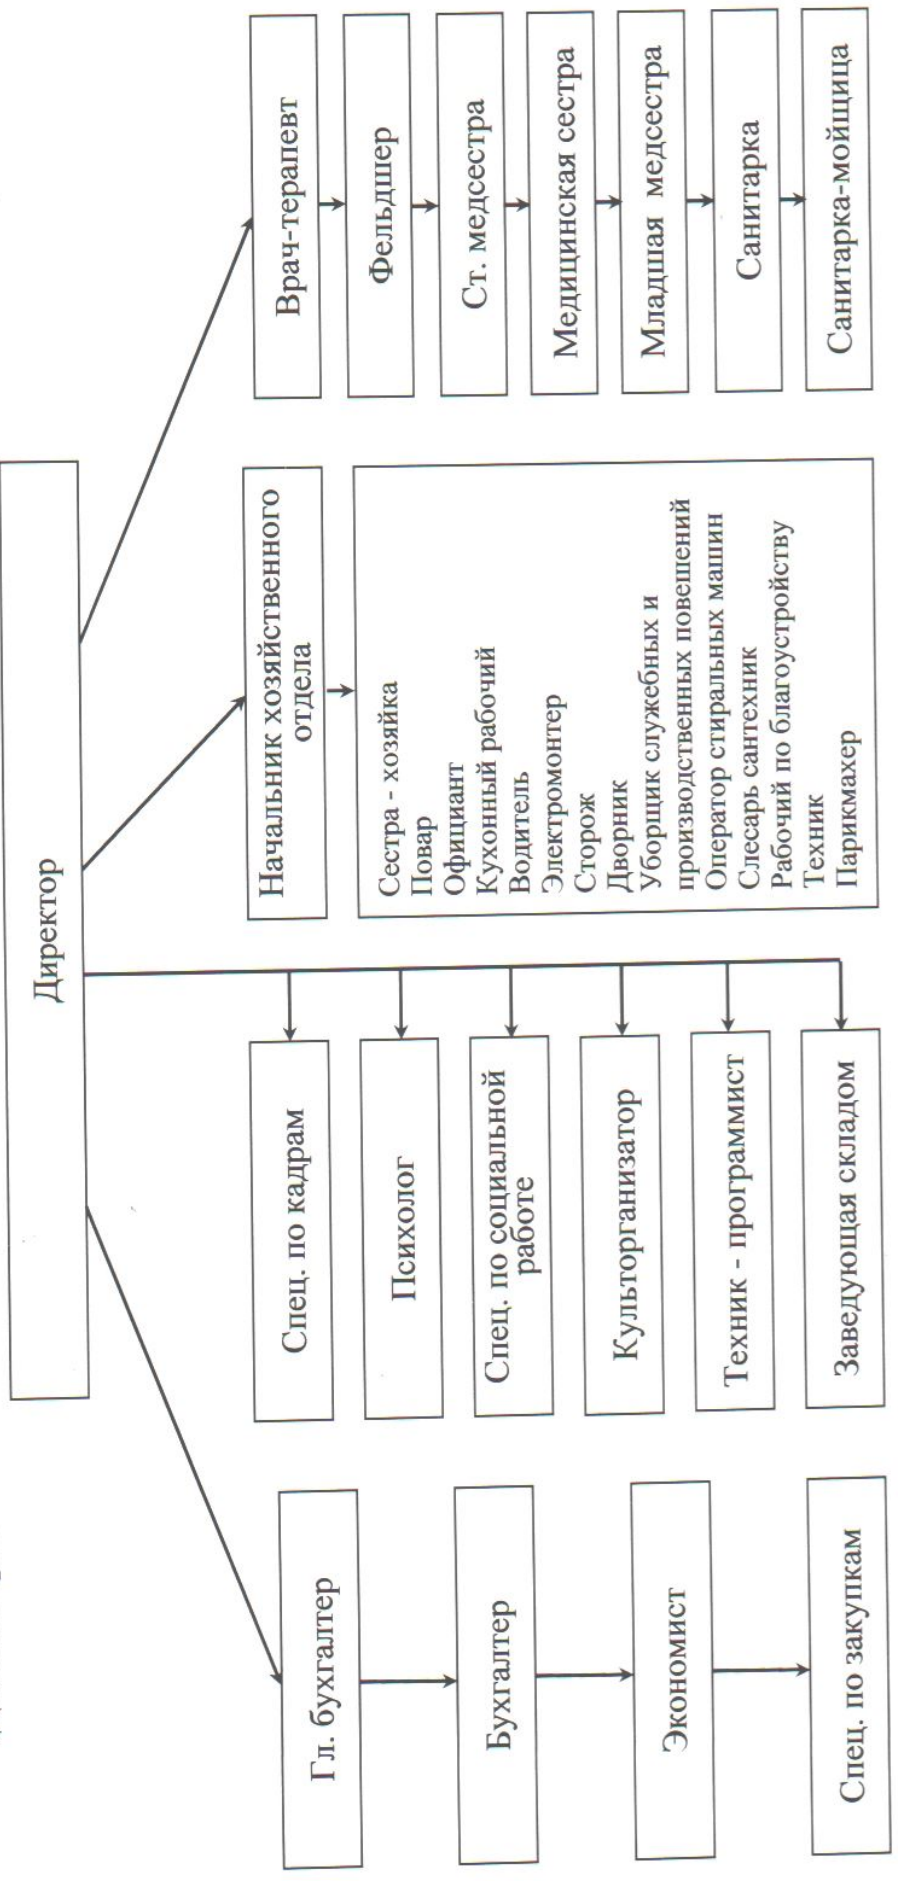 Директор
Гл. бухгалтер
Бухгалтер
Экономист
Спец. по закупкам
Спец. по кадрам
Психолог
Спец. по социальной
работе
Культорганизатор
Техник - программист
Заведующая складом
Начальник хозяйственного
отдела
Сестра - хозяйка
Повар
Официант
Кухонный рабочий
Водитель
Электромонтер
Сторож
Дворник
Уборщик служебных и
производственных повешений
Оператор стиральных машин
Слесарь сантехник
Рабочий по благоустройству
Техник
Парикмахер
Врач-терапевт
Фельдшер
Ст. медсестра
Медицинская сестра
Младшая медсестра
Санитарка
Санитарка-мойщица